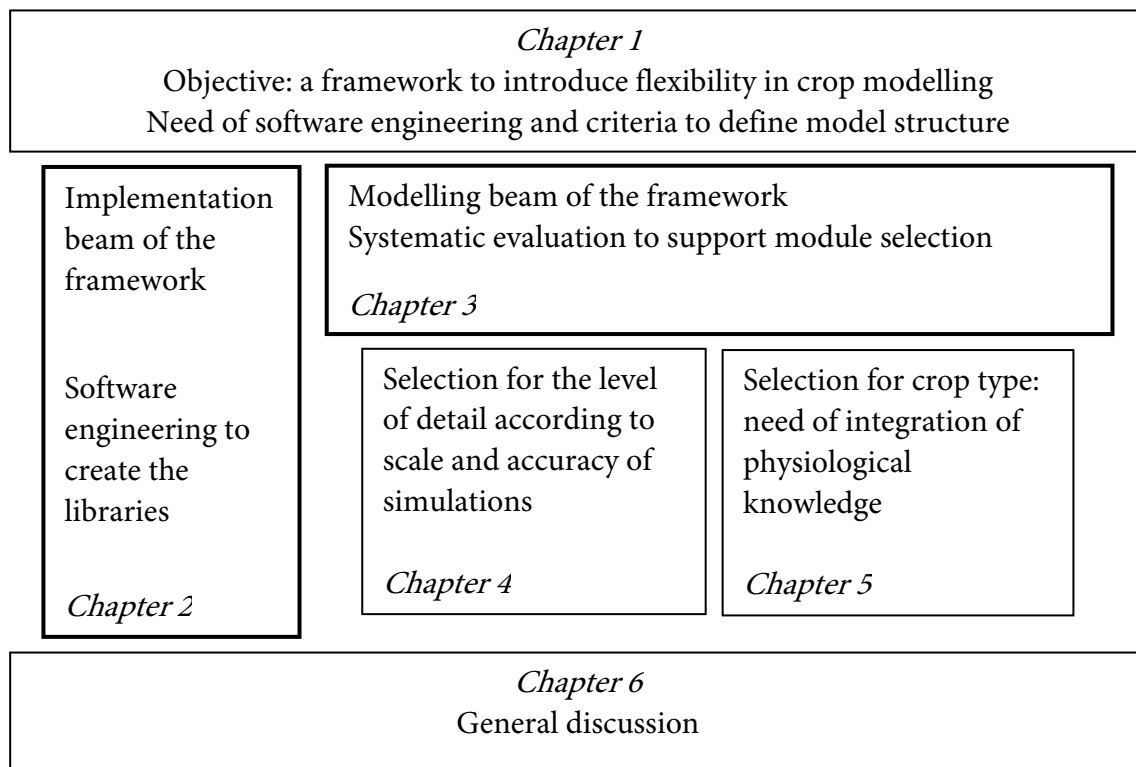 Chapter 1
Objective: a framework to introduce flexibility in crop modelling
Need of software engineering and criteria to define model structure
Implementation
beam of the
framework
Software
engineering to
create the
libraries
Chapter 2
Modelling beam of the framework
Systematic evaluation to support module selection
Chapter 3
Selection for the level
of detail according to
scale and accuracy of
simulations
Chapter 4
Selection for crop type:
need of integration of
physiological
knowledge
Chapter 5
Chapter 6
General discussion